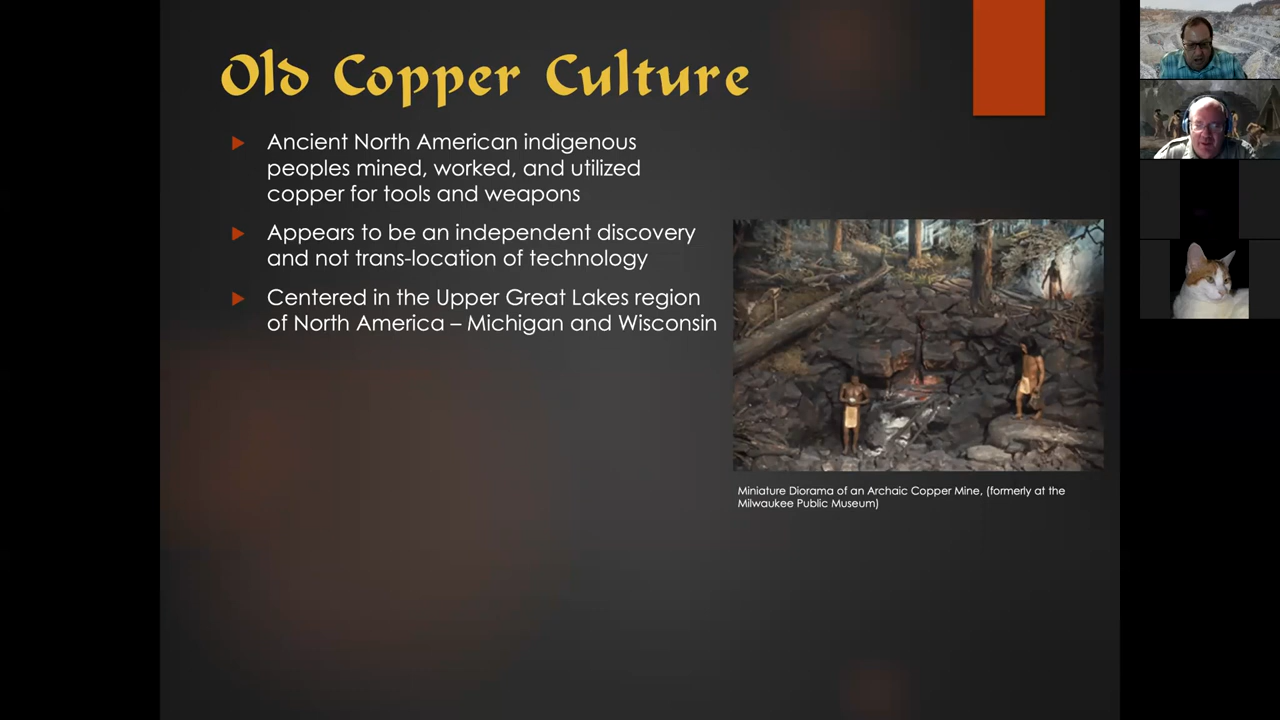 Old Copper Culture
Ancient North American indigenous
peoples mined, worked, and utilized
copper for tools and weapons
Appears to be an independent discovery
and not trans-location of technology
Centered in the Upper Great Lakes region
of North America – Michigan and Wisconsin
Miniature Diorama of an Archaic Copper Mine, (formerly at the
Milwaukee Public Museum)